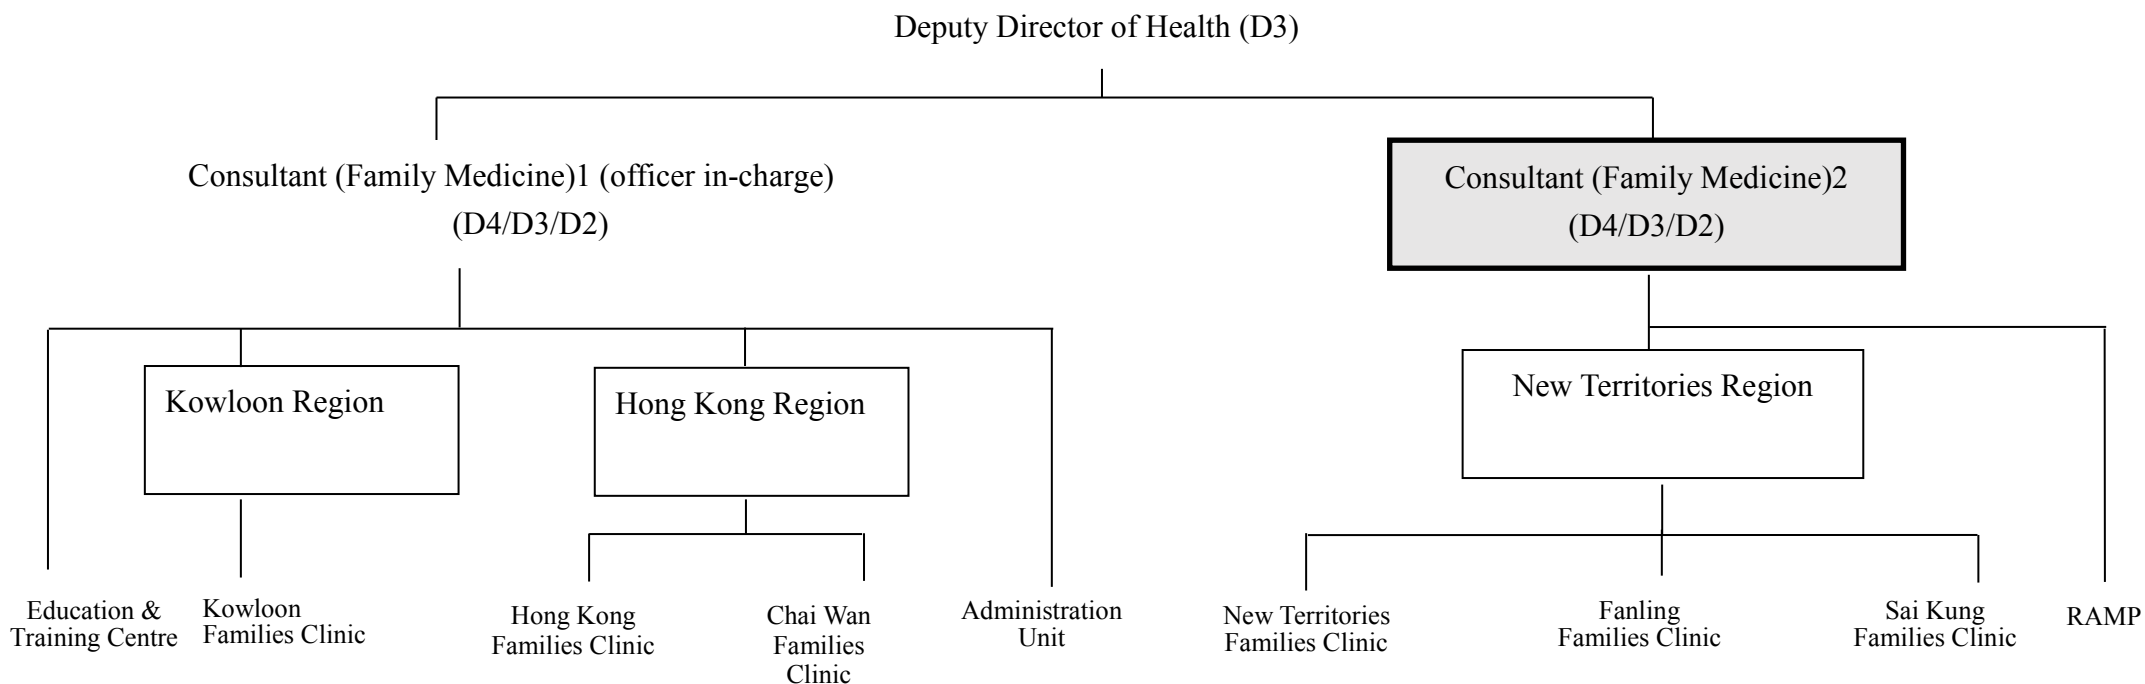 Deputy Director of Health (D3)
Consultant (Family Medicine)1 (officer in-charge)
(D4/D3/D2)
Consultant (Family Medicine)2
(D4/D3/D2)
Kowloon Region
Hong Kong Region
New Territories Region
Education &
Training Centre
Kowloon
Families Clinic
Hong Kong
Families Clinic
Chai Wan
Families
Clinic
Administration
Unit
New Territories
Families Clinic
Fanling
Families Clinic
Sai Kung
Families Clinic
RAMP